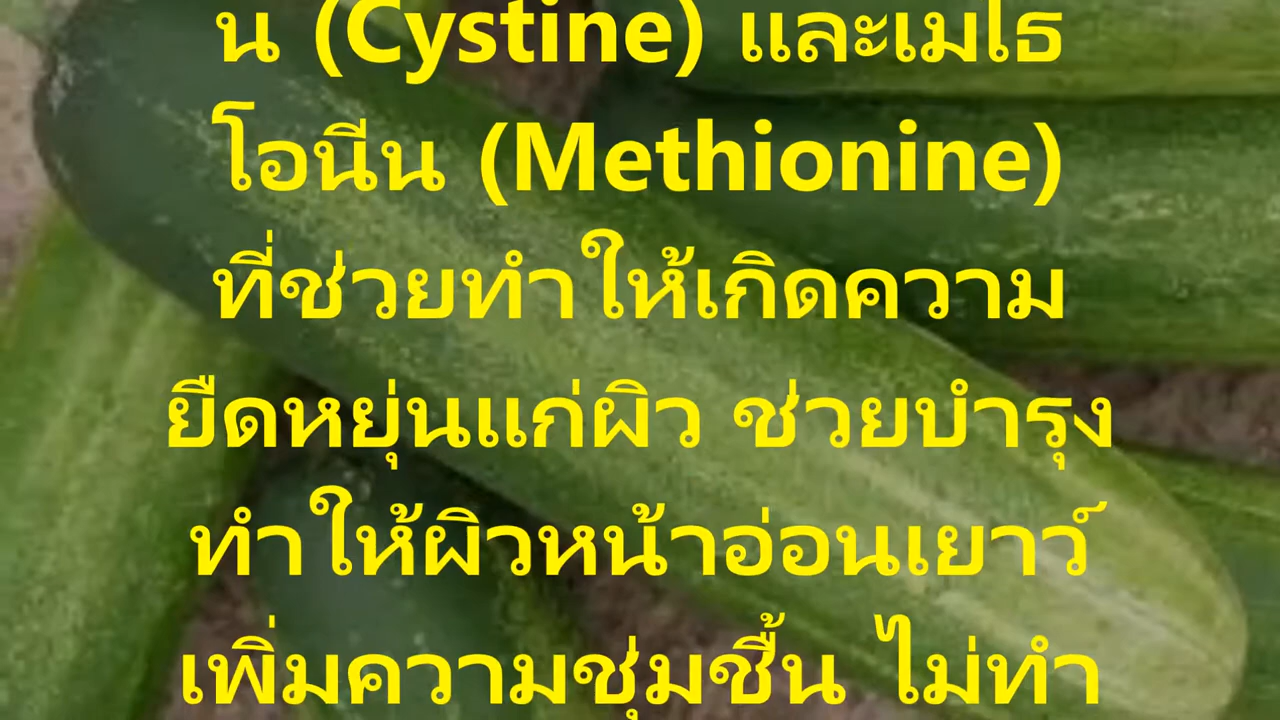 น (Cystine) และเมไธ
โอนีน (Methionine)
ที่ช่วยทำให้เกิดความ
ยืดหยุ่นแก่ผิว ช่วยบำรุง
ทำให้ผิวหน้าอ่อนเยาว์
เพิ่มความชุ่มชื้น ไม่ทำ